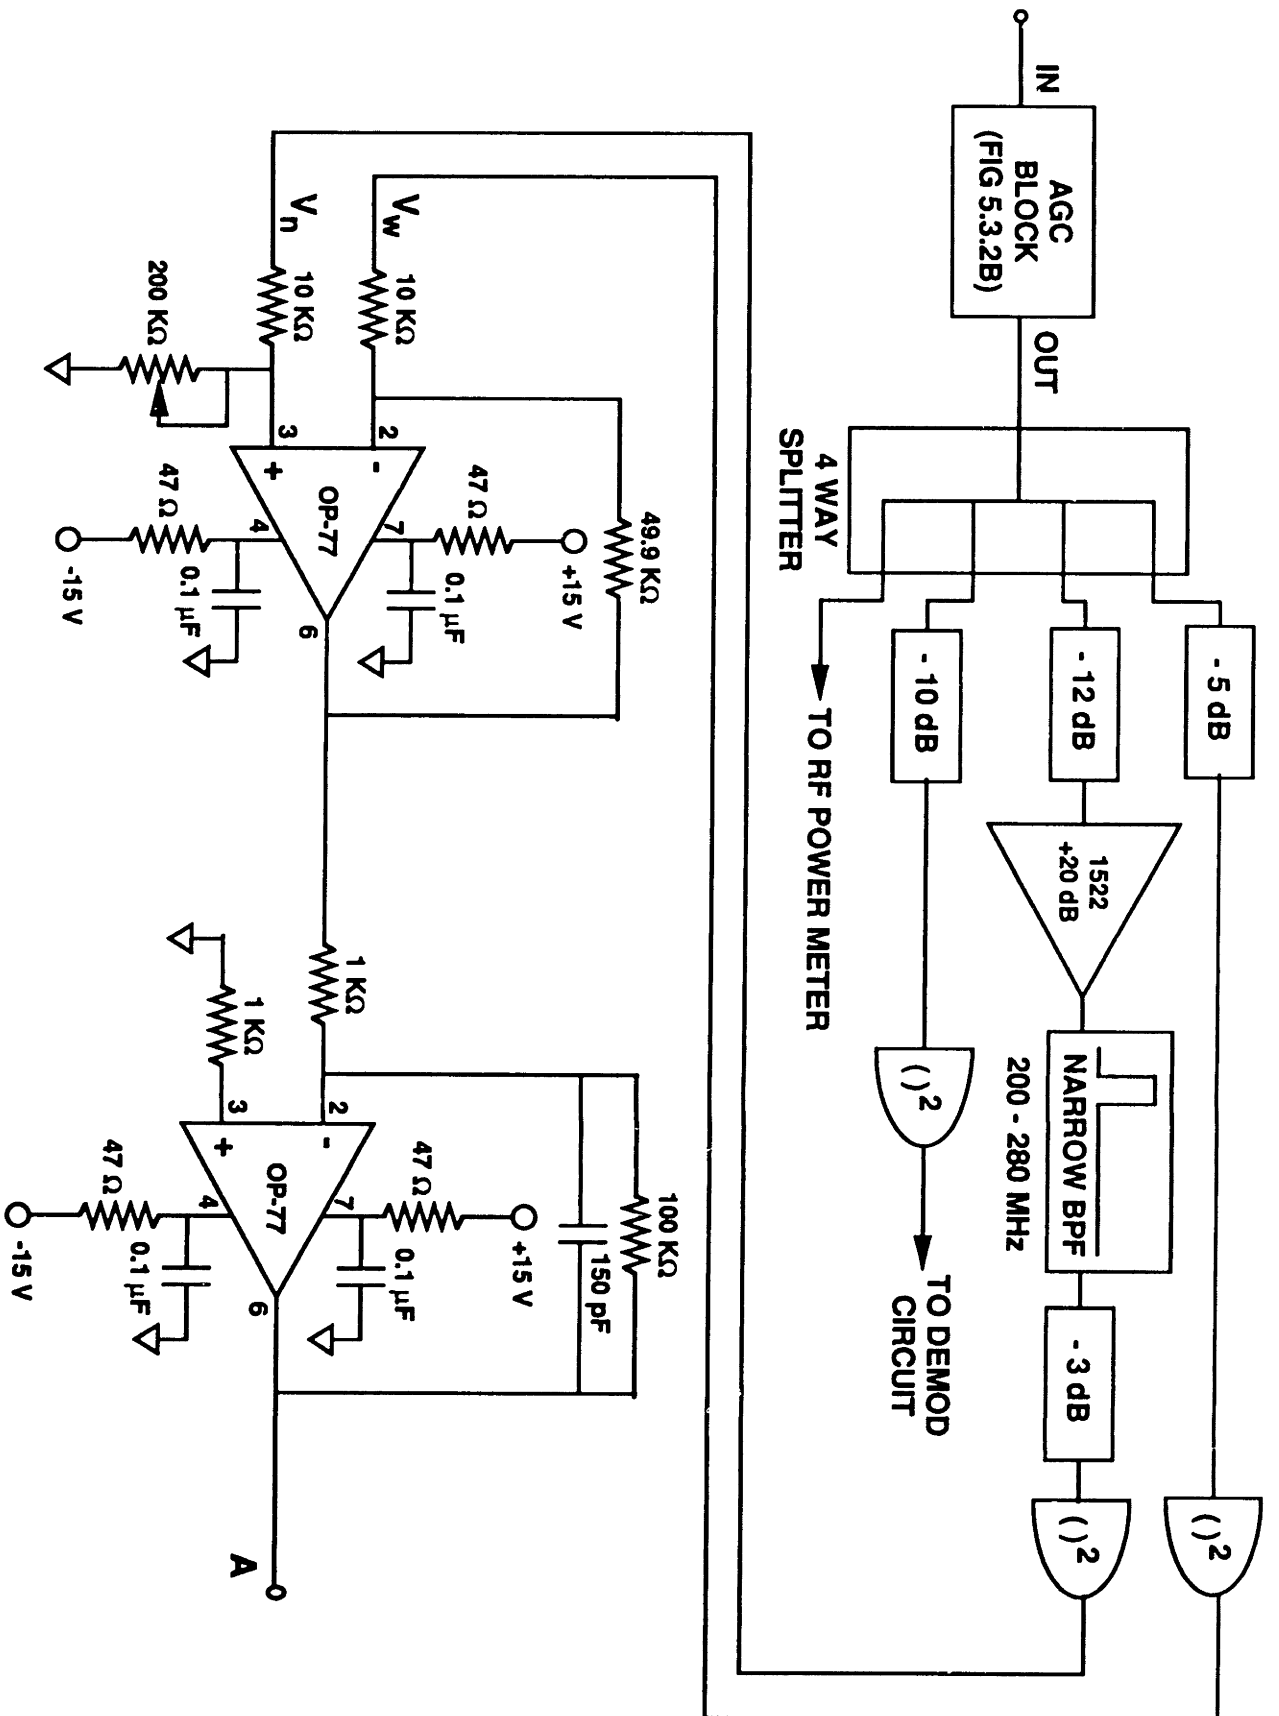 IN
AGC
BLOCK
(FIG 5.3.2B)
OUT
4 WAY
SPLITTER
- 5 dB
- 12 dB
- 10 dB
TO RF POWER METER
1522
+20 dB
NARROW BPF
200 - 280 MHz
- 3 dB
( )²
( )²
( )²
TO DEMOD
CIRCUIT
Vw
Vn
10 KΩ
10 KΩ
200 KΩ
49.9 KΩ
2
3
-
+
OP-77
7
4
6
47 Ω
+15 V
0.1 µF
47 Ω
-15 V
0.1 µF
1 KΩ
1 KΩ
100 KΩ
150 pF
2
3
-
+
OP-77
7
4
6
47 Ω
+15 V
0.1 µF
47 Ω
-15 V
0.1 µF
A